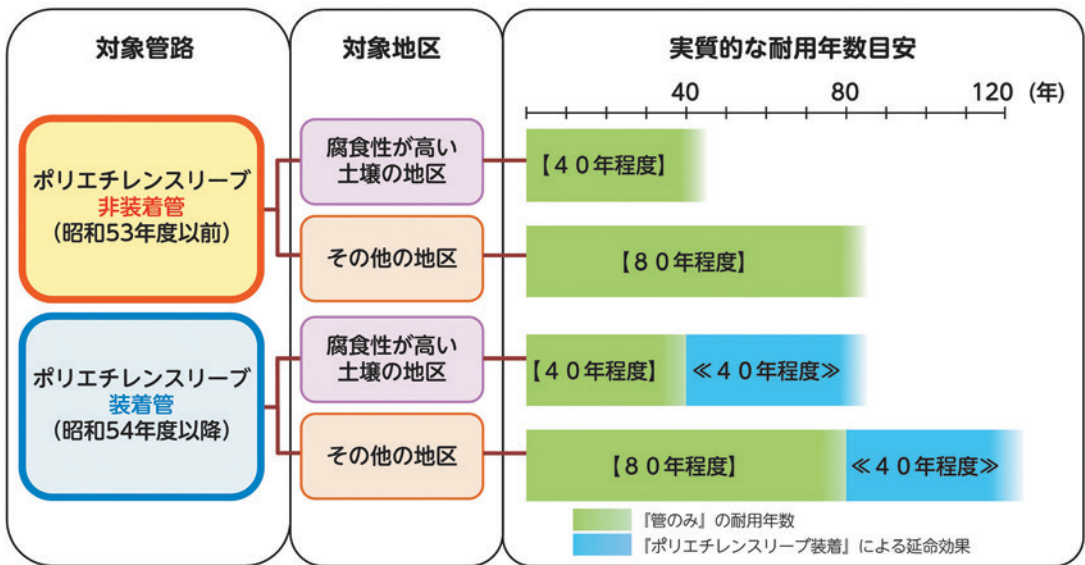 対象管路
対象地区
実質的な耐用年数目安
40 80 120 (年)
ポリエチレンスリーブ
非装着管
(昭和53年度以前)
腐食性が高い
土壌の地区
【４０年程度】
その他の地区
【８０年程度】
ポリエチレンスリーブ
装着管
(昭和54年度以降)
腐食性が高い
土壌の地区
【４０年程度】 ≪４０年程度≫
その他の地区
【８０年程度】 ≪４０年程度≫
『管のみ』の耐用年数
『ポリエチレンスリーブ装着』による延命効果